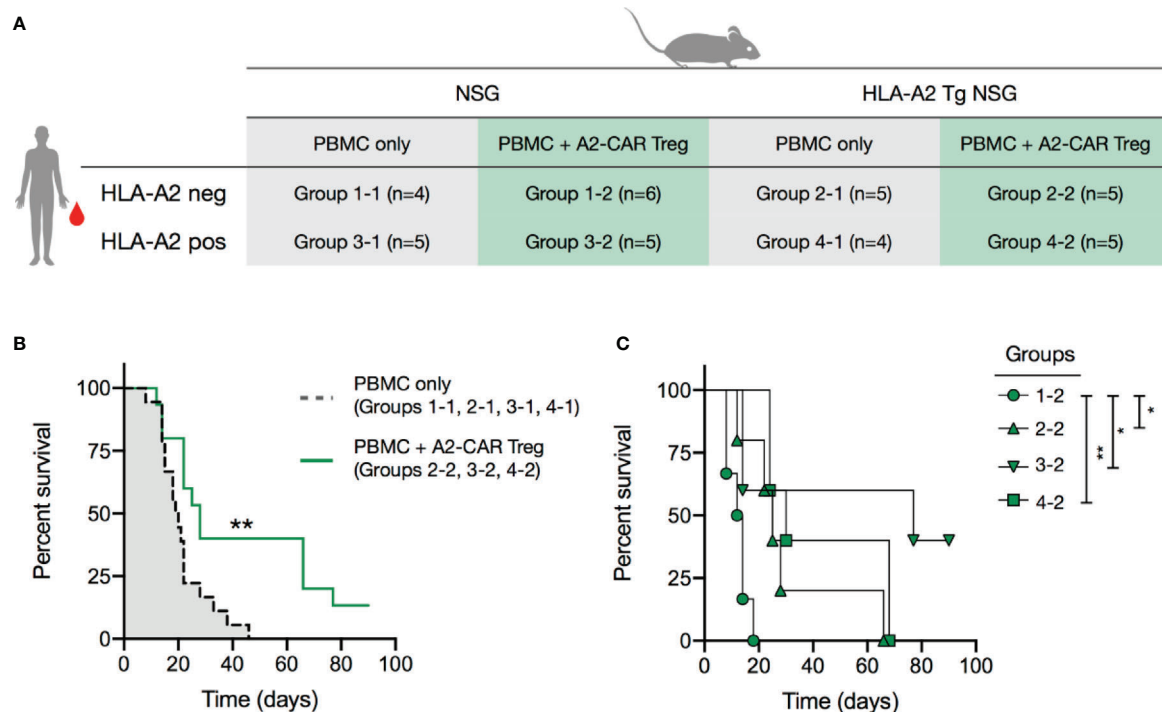 A
NSG HLA-A2 Tg NSG
PBMC only PBMC + A2-CAR Treg PBMC only PBMC + A2-CAR Treg
HLA-A2 neg Group 1-1 (n=4) Group 1-2 (n=6) Group 2-1 (n=5) Group 2-2 (n=5)
HLA-A2 pos Group 3-1 (n=5) Group 3-2 (n=5) Group 4-1 (n=4) Group 4-2 (n=5)
B
Percent survival
100
75
50
25
0
0 20 40 60 80 100
Time (days)
**
PBMC only
(Groups 1-1, 2-1, 3-1, 4-1)
PBMC + A2-CAR Treg
(Groups 2-2, 3-2, 4-2)
C
Percent survival
100
75
50
25
0
0 20 40 60 80 100
Time (days)
Groups
1-2
2-2
3-2
4-2
**
*
*